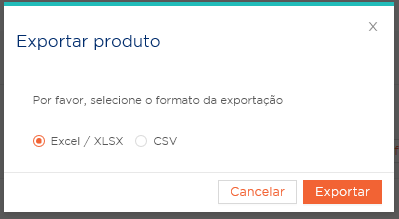 Exportar produto
X
Por favor, selecione o formato da exportação
Excel / XLSX CSV
Cancelar Exportar